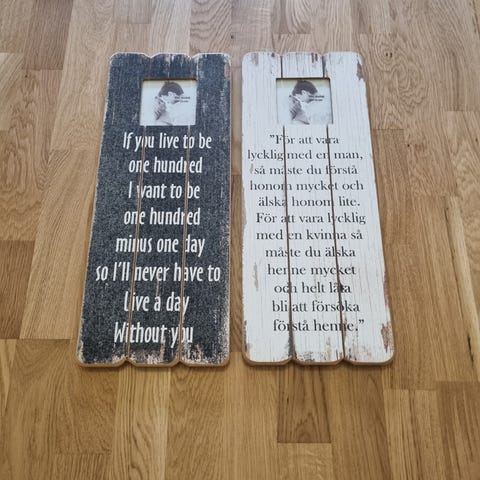 If you live to be
one hundred
I want to be
one hundred
minus one day
so I'll never have to
Live a day
Without you
"För att vara
lycklig med en man,
så måste du förstå
honom mycket och
älska honom lite.
För att vara lycklig
med en kvinna så
måste du älska
henne mycket
och helt låta
bli att försöka
förstå henne."